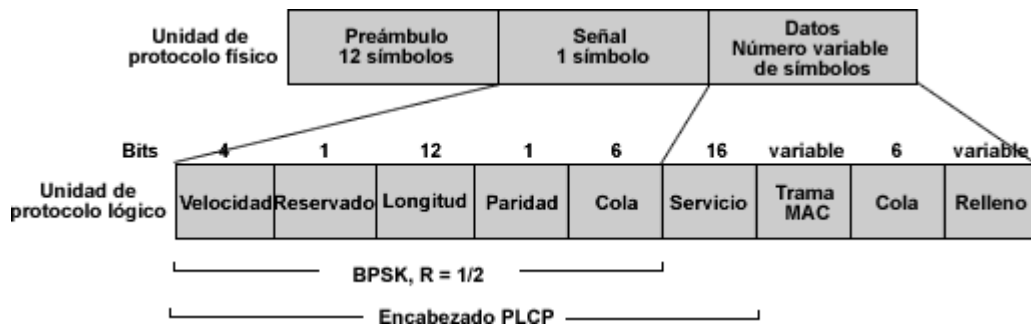 Unidad de
protocolo físico
Preámbulo
12 símbolos
Señal
1 símbolo
Datos
Número variable
de símbolos
Bits 4 1 12 1 6 16 variable 6 variable
Unidad de
protocolo lógico
Velocidad Reservado Longitud Paridad Cola Servicio Trama
MAC Cola Relleno
BPSK, R = 1/2
Encabezado PLCP